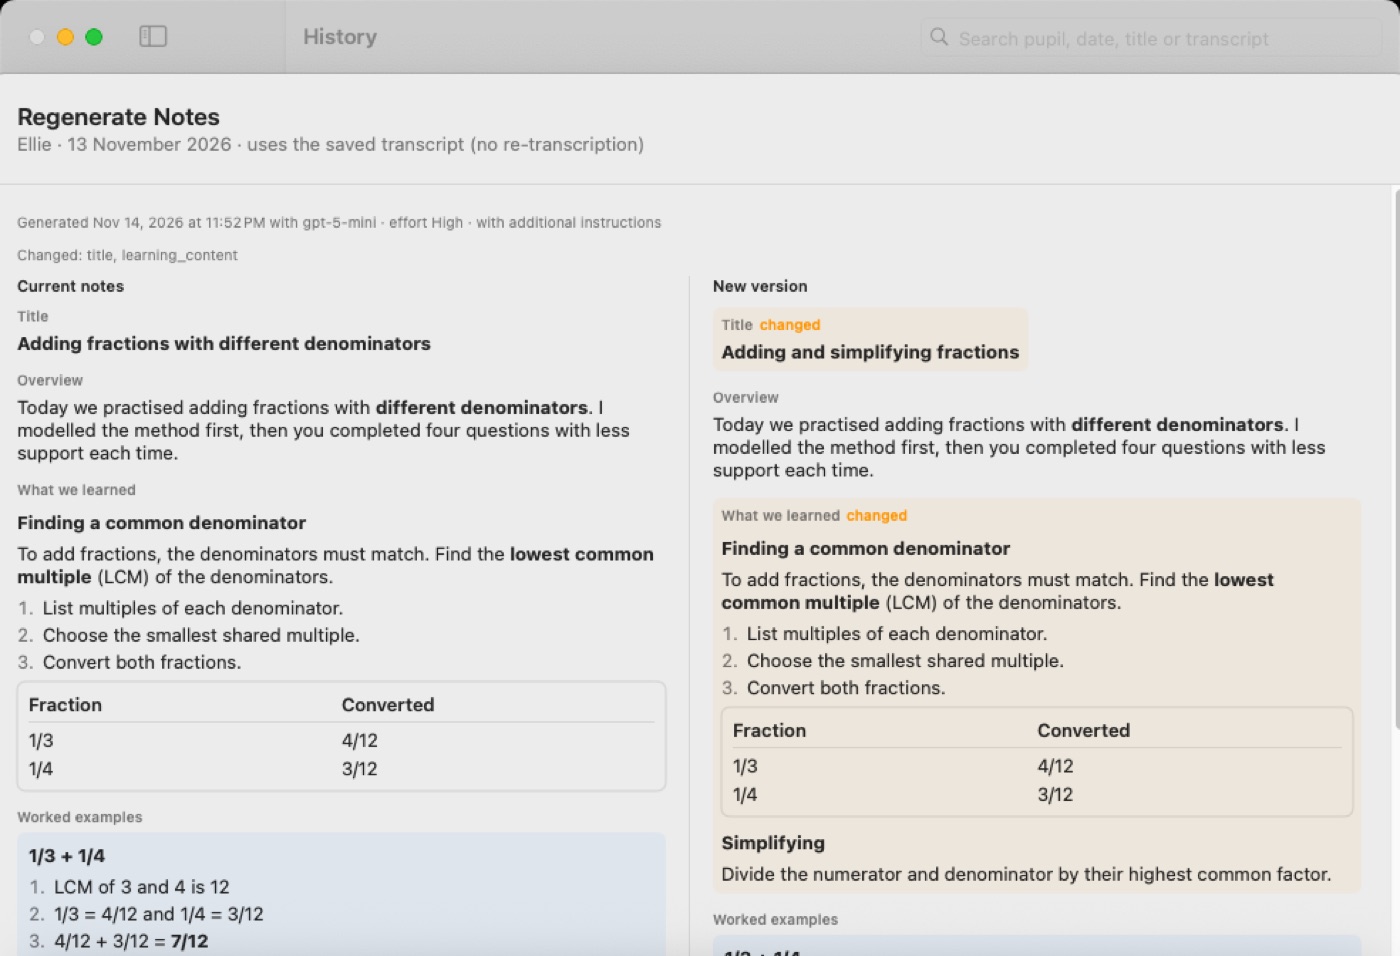 History
Search pupil, date, title or transcript
Regenerate Notes
Ellie · 13 November 2026 · uses the saved transcript (no re-transcription)
Generated Nov 14, 2026 at 11:52 PM with gpt-5-mini · effort High · with additional instructions
Changed: title, learning_content
Current notes
Title
Adding fractions with different denominators
Overview
Today we practised adding fractions with different denominators. I
modelled the method first, then you completed four questions with less
support each time.
What we learned
Finding a common denominator
To add fractions, the denominators must match. Find the lowest common
multiple (LCM) of the denominators.
1. List multiples of each denominator.
2. Choose the smallest shared multiple.
3. Convert both fractions.
Fraction Converted
1/3 4/12
1/4 3/12
Worked examples
1/3 + 1/4
1. LCM of 3 and 4 is 12
2. 1/3 = 4/12 and 1/4 = 3/12
3. 4/12 + 3/12 = 7/12
New version
Title changed
Adding and simplifying fractions
Overview
Today we practised adding fractions with different denominators. I
modelled the method first, then you completed four questions with less
support each time.
What we learned changed
Finding a common denominator
To add fractions, the denominators must match. Find the lowest
common multiple (LCM) of the denominators.
1. List multiples of each denominator.
2. Choose the smallest shared multiple.
3. Convert both fractions.
Fraction Converted
1/3 4/12
1/4 3/12
Simplifying
Divide the numerator and denominator by their highest common factor.
Worked examples
1/3 + 1/4